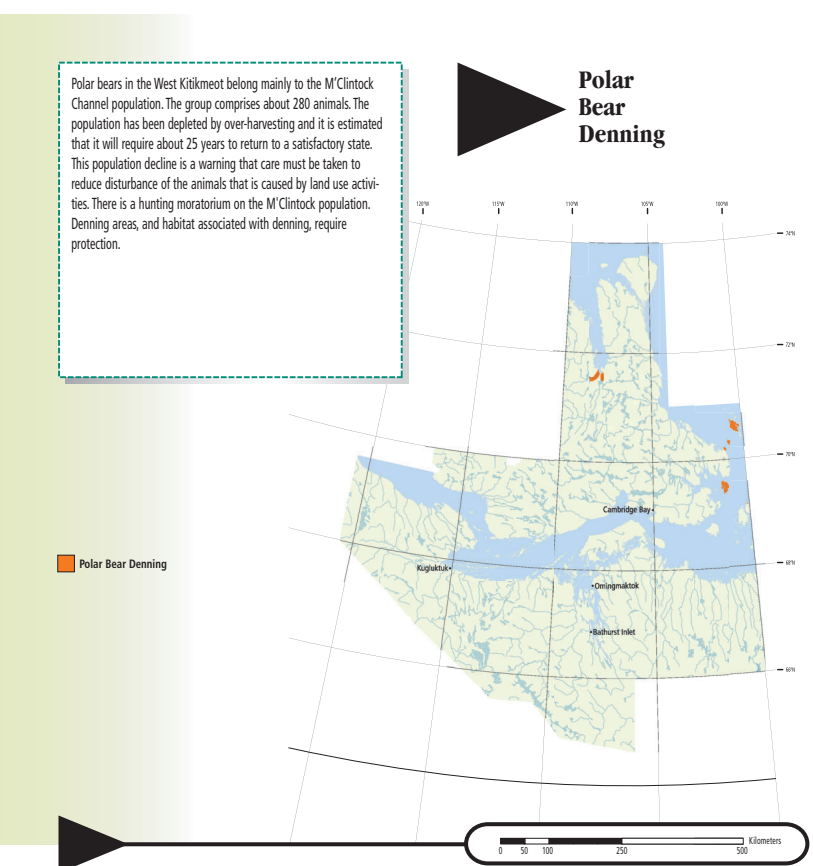 Polar bears in the West Kitikmeot belong mainly to the M'Clintock
Channel population. The group comprises about 280 animals. The
population has been depleted by over-harvesting and it is estimated
that it will require about 25 years to return to a satisfactory state.
This population decline is a warning that care must be taken to
reduce disturbance of the animals that is caused by land use activi-
ties. There is a hunting moratorium on the M'Clintock population.
Denning areas, and habitat associated with denning, require
protection.
Polar
Bear
Denning
120°W 115°W 110°W 105°W 100°W
74°N
72°N
70°N
Cambridge Bay
68°N
Kugluktuk
Omingmaktok
Bathurst Inlet
66°N
Polar Bear Denning
Kilometers
0 50 100 250 500